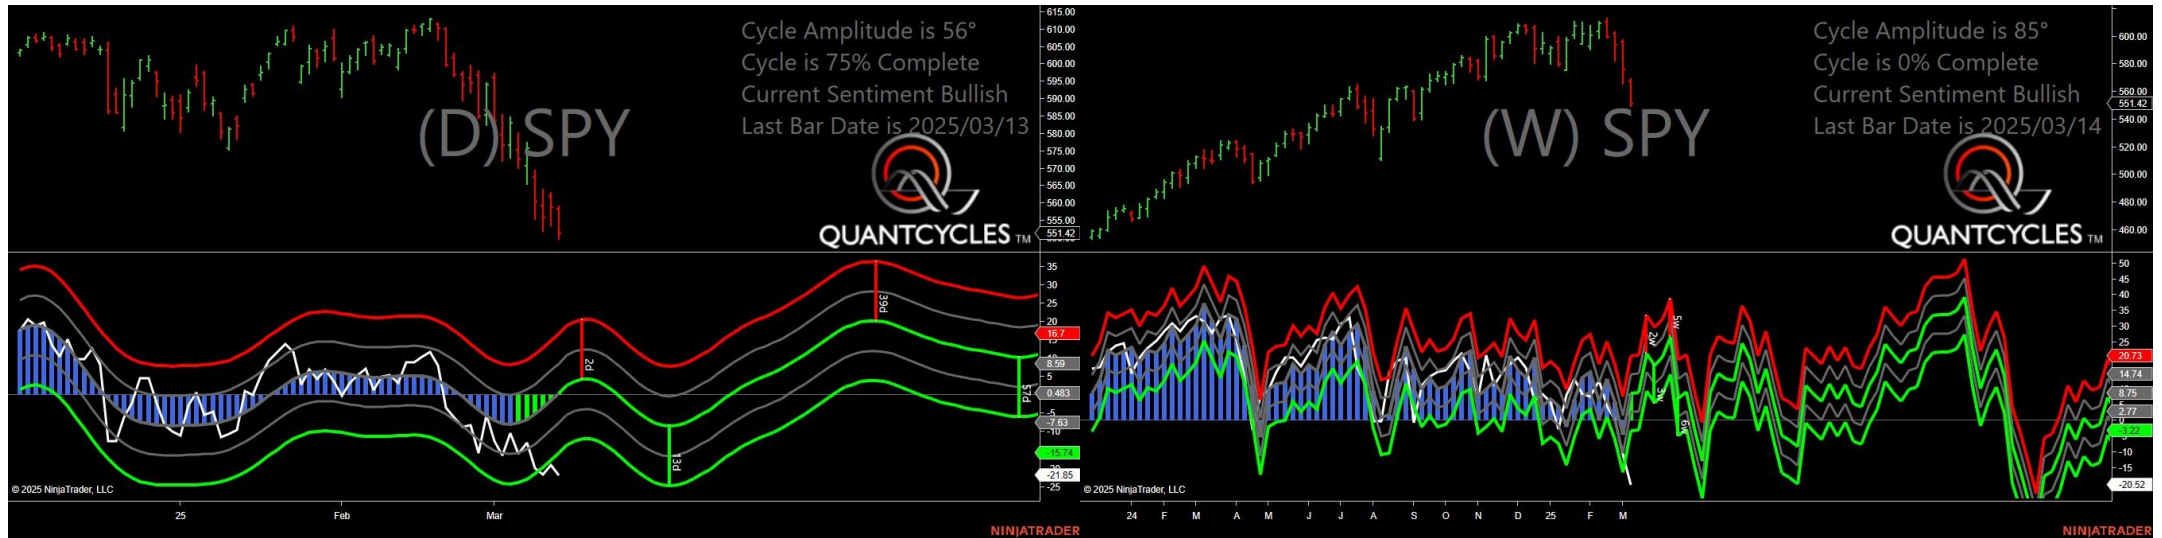 Cycle Amplitude is 56°
Cycle is 75% Complete
Current Sentiment Bullish
Last Bar Date is 2025/03/13
(D) SPY
QUANTCYCLES TM
615.00
610.00
605.00
600.00
595.00
590.00
585.00
580.00
575.00
570.00
565.00
560.00
555.00
551.42
35
30
25
20
16.7
8.59
5
0.483
-5
-7.63
-10
-15.74
-21.85
-25
2d
13d
39d
57d
© 2025 NinjaTrader, LLC
25 Feb Mar
NINJATRADER
Cycle Amplitude is 85°
Cycle is 0% Complete
Current Sentiment Bullish
Last Bar Date is 2025/03/14
(W) SPY
QUANTCYCLES TM
600.00
580.00
560.00
551.42
540.00
520.00
500.00
480.00
460.00
50
45
40
35
30
25
20.73
14.74
8.75
2.77
-3.22
-10
-15
-20.52
2w
5w
3w
6w
© 2025 NinjaTrader, LLC
24 F M A M J J A S O N D 25 F M
NINJATRADER